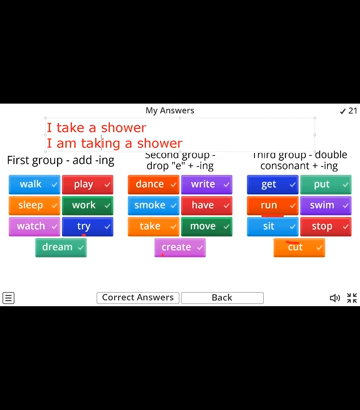 My Answers
✓ 21
I take a shower
I am taking a shower
First group - add -ing
Second group -
drop "e" + -ing
Third group - double
consonant + -ing
walk play dance write get put
sleep work smoke have run swim
watch try take move sit stop
dream create cut
Correct Answers Back